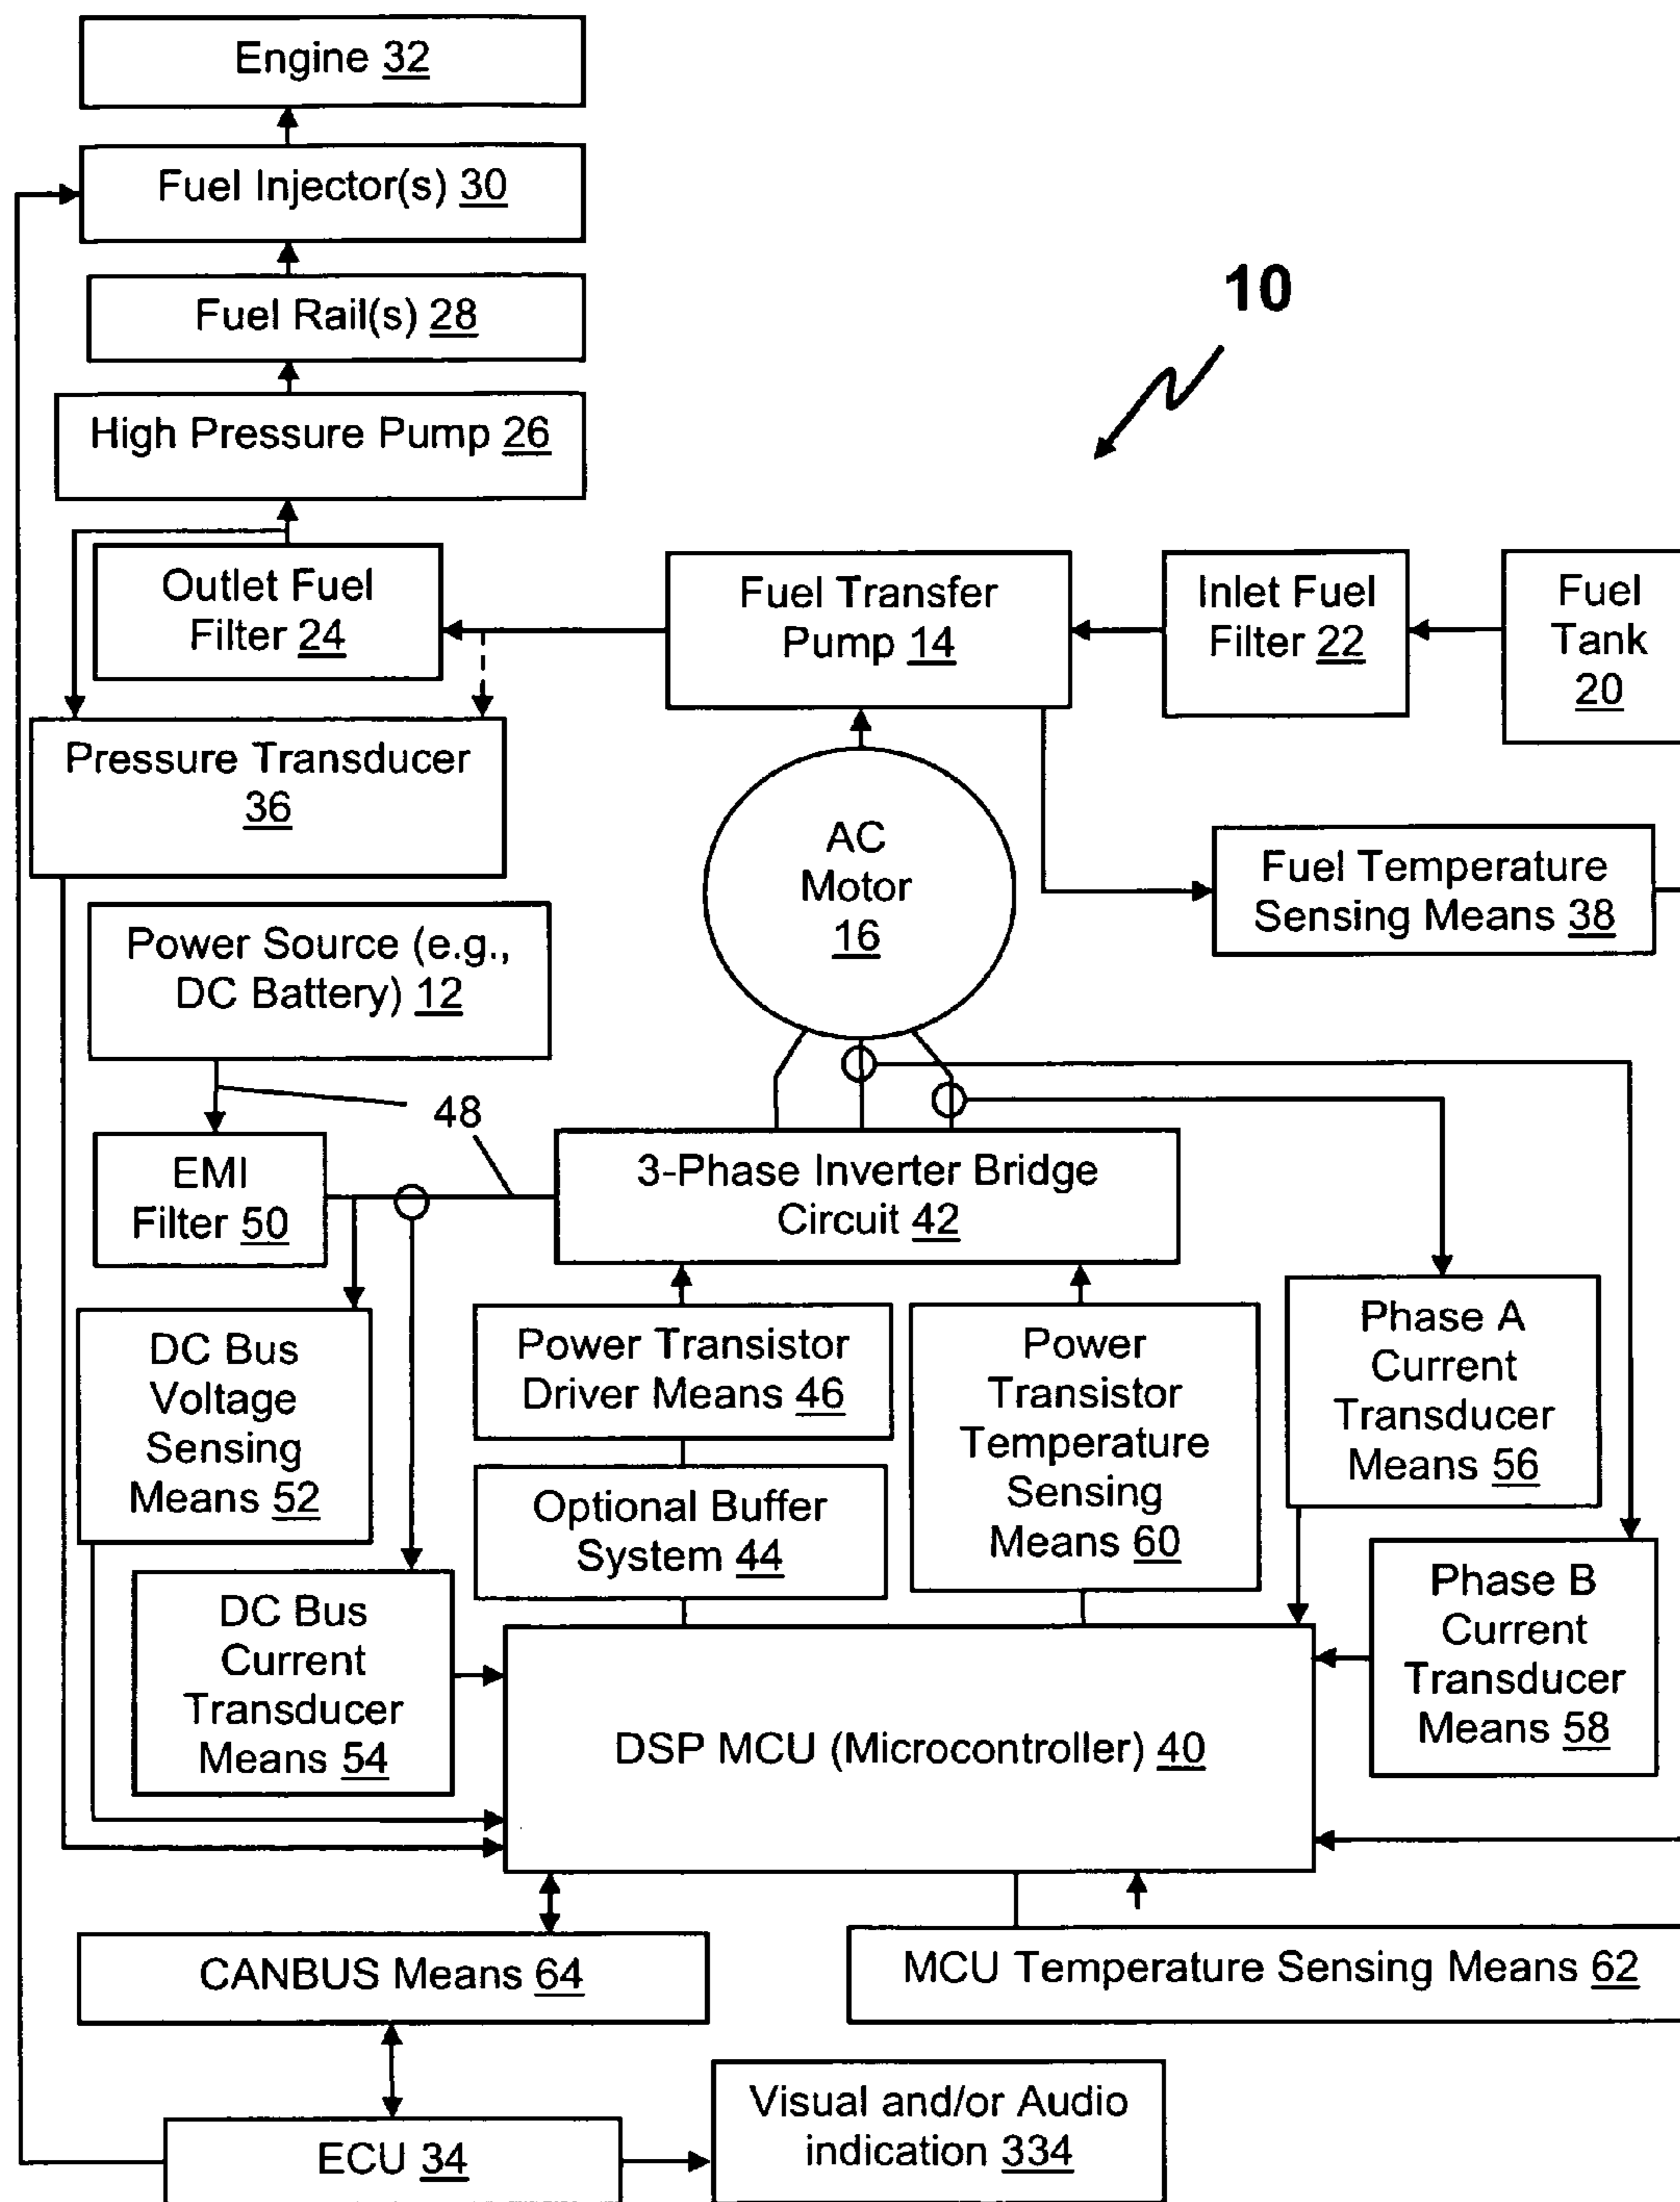 Engine 32
Fuel Injector(s) 30
Fuel Rail(s) 28
10
High Pressure Pump 26
Outlet Fuel
Filter 24
Fuel Transfer
Pump 14
Inlet Fuel
Filter 22
Fuel
Tank
20
Pressure Transducer
36
AC
Motor
16
Fuel Temperature
Sensing Means 38
Power Source (e.g.,
DC Battery) 12
48
EMI
Filter 50
3-Phase Inverter Bridge
Circuit 42
DC Bus
Voltage
Sensing
Means 52
Power Transistor
Driver Means 46
Power
Transistor
Temperature
Sensing
Means 60
Phase A
Current
Transducer
Means 56
Optional Buffer
System 44
DC Bus
Current
Transducer
Means 54
Phase B
Current
Transducer
Means 58
DSP MCU (Microcontroller) 40
CANBUS Means 64
MCU Temperature Sensing Means 62
ECU 34
Visual and/or Audio
indication 334